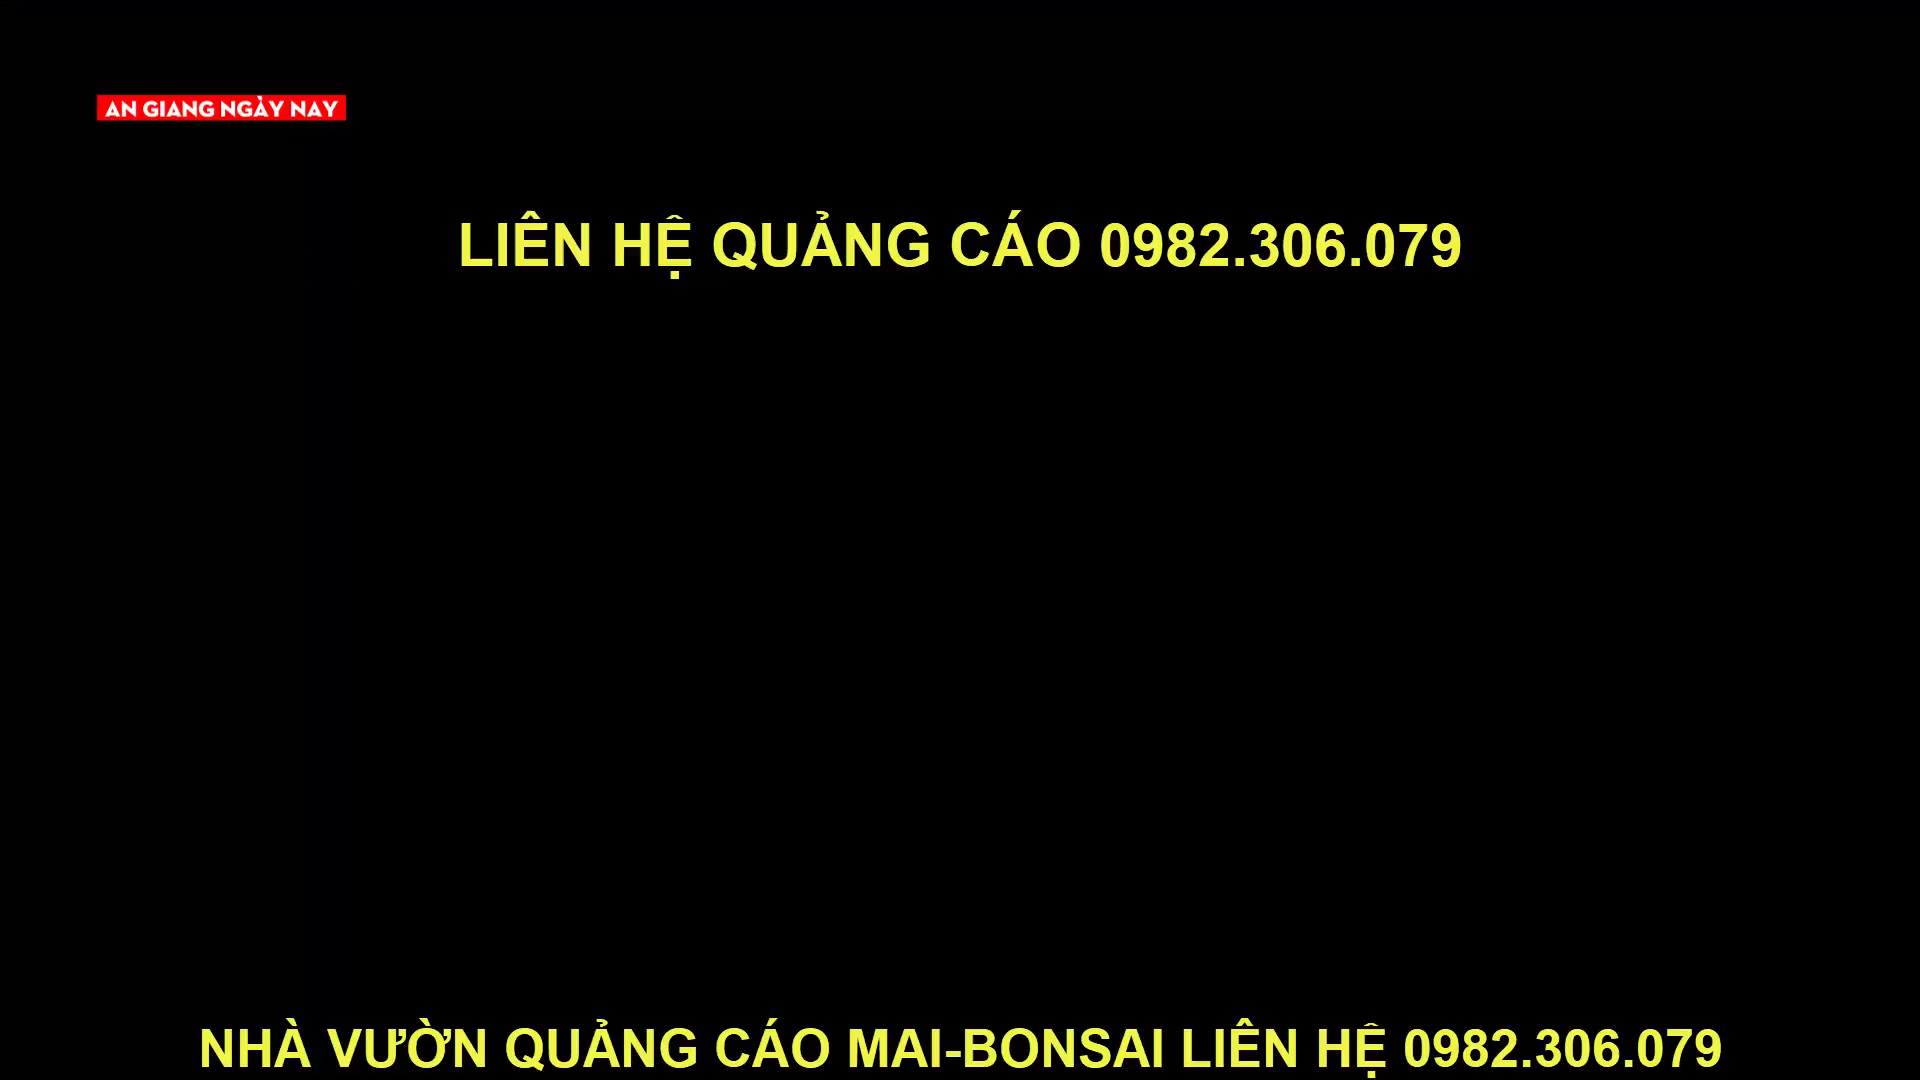 AN GIANG NGÀY NAY
LIÊN HỆ QUẢNG CÁO 0982.306.079
NHÀ VƯỜN QUẢNG CÁO MAI-BONSAI LIÊN HỆ 0982.306.079